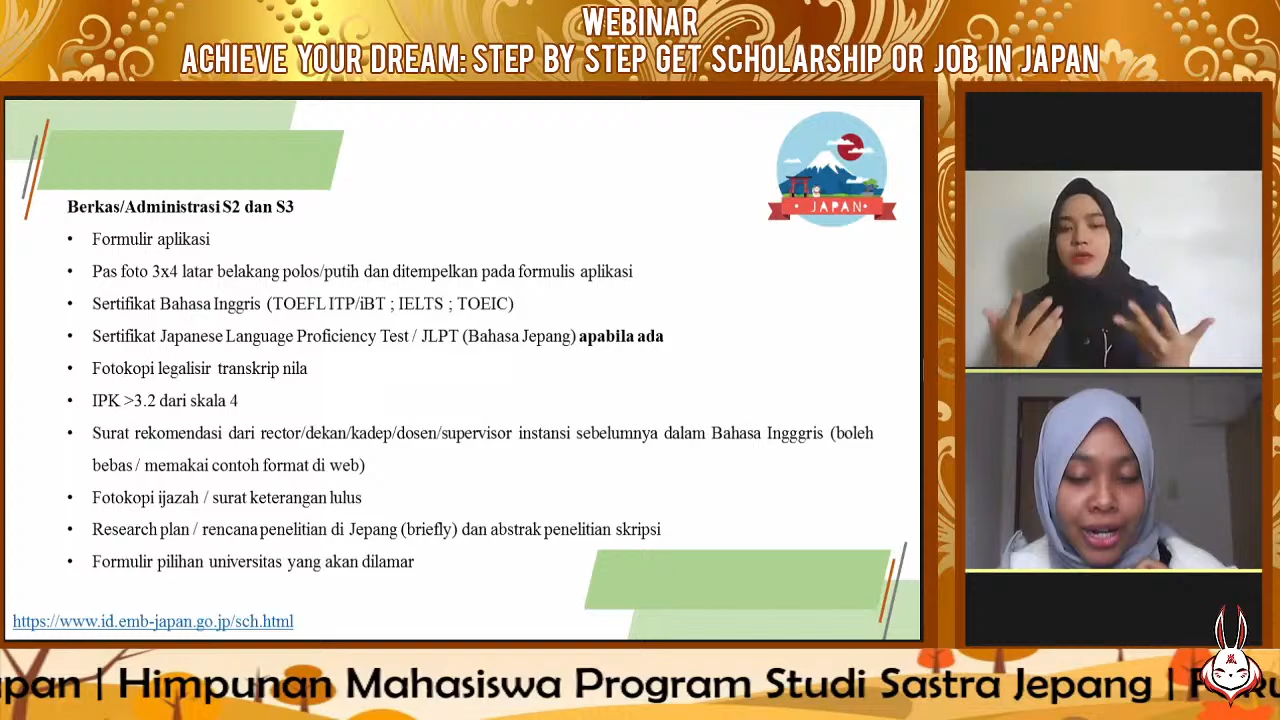 WEBINAR
ACHIEVE YOUR DREAM: STEP BY STEP GET SCHOLARSHIP OR JOB IN JAPAN
JAPAN
Berkas/Administrasi S2 dan S3
• Formulir aplikasi
• Pas foto 3x4 latar belakang polos/putih dan ditempelkan pada formulis aplikasi
• Sertifikat Bahasa Inggris (TOEFL ITP/iBT ; IELTS ; TOEIC)
• Sertifikat Japanese Language Proficiency Test / JLPT (Bahasa Jepang) apabila ada
• Fotokopi legalisir transkrip nila
• IPK >3.2 dari skala 4
• Surat rekomendasi dari rector/dekan/kadep/dosen/supervisor instansi sebelumnya dalam Bahasa Ingggris (boleh
bebas / memakai contoh format di web)
• Fotokopi ijazah / surat keterangan lulus
• Research plan / rencana penelitian di Jepang (briefly) dan abstrak penelitian skripsi
• Formulir pilihan universitas yang akan dilamar
https://www.id.emb-japan.go.jp/sch.html
apan | Himpunan Mahasiswa Program Studi Sastra Jepang |